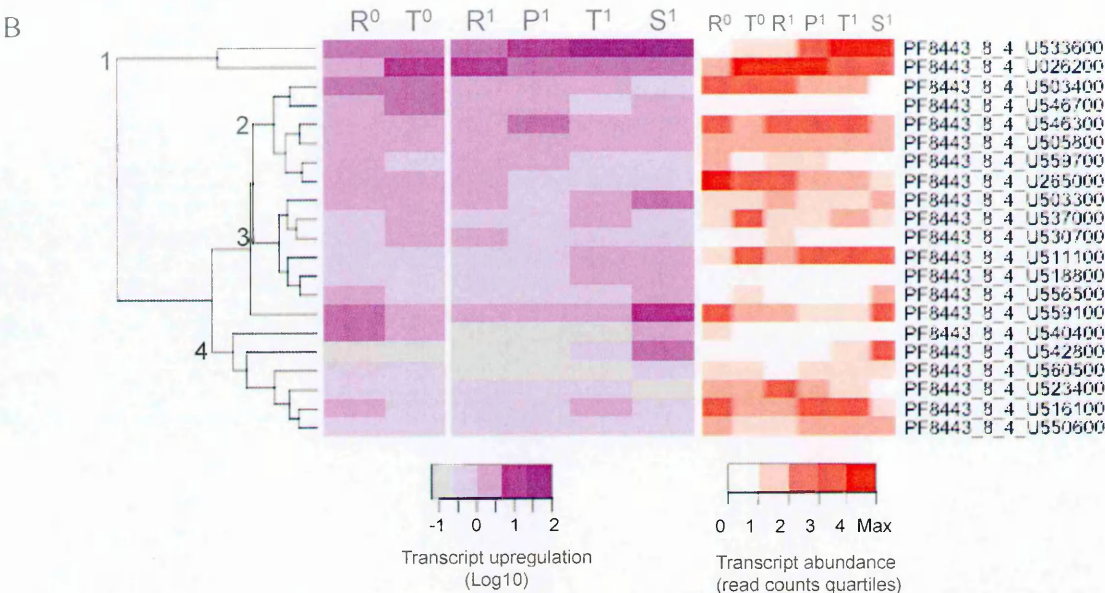 B
R⁰ T⁰ R¹ P¹ T¹ S¹
R⁰ T⁰ R¹ P¹ T¹ S¹
1
2
3
4
PF8443_8_4_U533600
PF8443_8_4_U026200
PF8443_8_4_U503400
PF8443_8_4_U546700
PF8443_8_4_U546300
PF8443_8_4_U505800
PF8443_8_4_U559700
PF8443_8_4_U265000
PF8443_8_4_U503300
PF8443_8_4_U537000
PF8443_8_4_U530700
PF8443_8_4_U511100
PF8443_8_4_U518800
PF8443_8_4_U556500
PF8443_8_4_U559100
PF8443_8_4_U540400
PF8443_8_4_U542800
PF8443_8_4_U560500
PF8443_8_4_U523400
PF8443_8_4_U516100
PF8443_8_4_U550600
-1 0 1 2
Transcript upregulation
(Log10)
0 1 2 3 4 Max
Transcript abundance
(read counts quartiles)